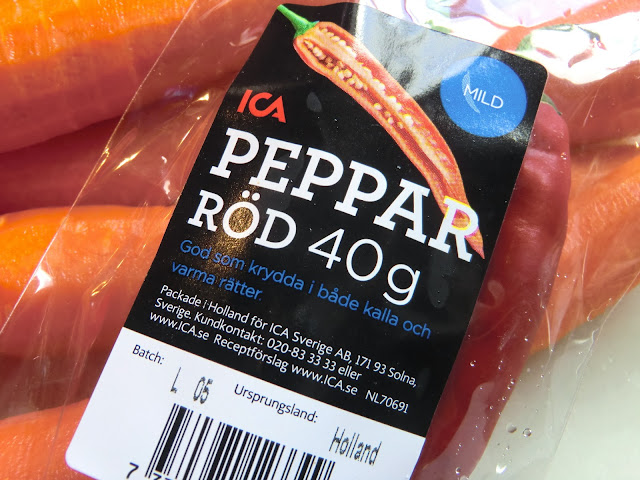 MILD
ICA
PEPPAR
RÖD 40g
God som krydda i både kalla och
varma rätter
Packade i Holland för ICA Sverige AB, 171 93 Solna,
Sverige. Kundkontakt: 020-83 33 33 eller
www.ICA.se Receptförslag www.ICA.se NL70691
Batch: L 05
Ursprungsland: Holland
7